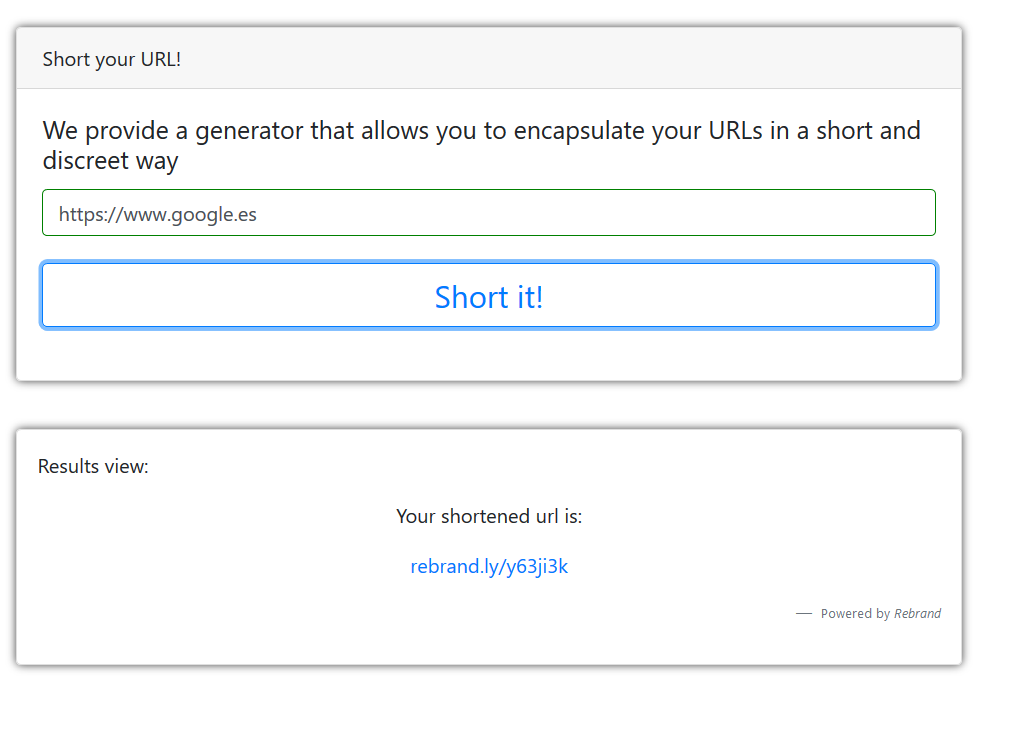 Short your URL!
We provide a generator that allows you to encapsulate your URLs in a short and
discreet way
https://www.google.es
Short it!
Results view:
Your shortened url is:
rebrand.ly/y63ji3k
— Powered by Rebrand